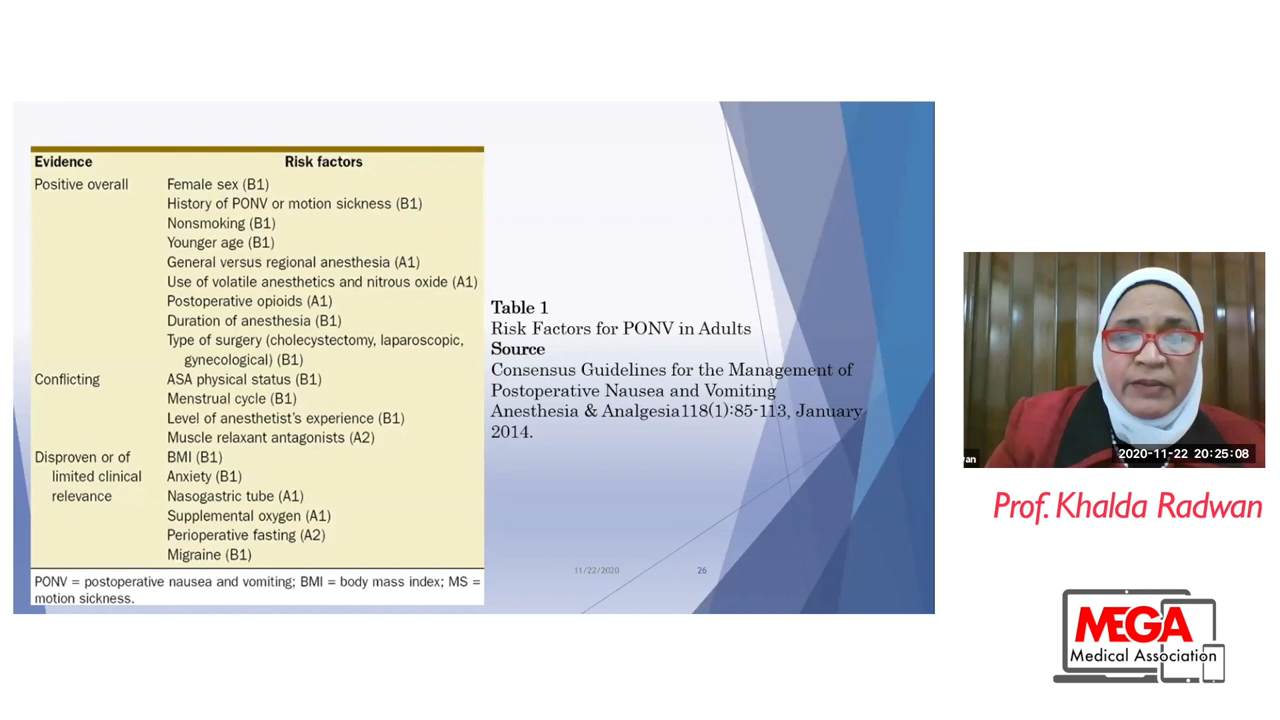 Evidence Risk factors
Positive overall Female sex (B1)
History of PONV or motion sickness (B1)
Nonsmoking (B1)
Younger age (B1)
General versus regional anesthesia (A1)
Use of volatile anesthetics and nitrous oxide (A1)
Postoperative opioids (A1)
Duration of anesthesia (B1)
Type of surgery (cholecystectomy, laparoscopic,
gynecological) (B1)
Conflicting ASA physical status (B1)
Menstrual cycle (B1)
Level of anesthetist's experience (B1)
Muscle relaxant antagonists (A2)
Disproven or of BMI (B1)
limited clinical Anxiety (B1)
relevance Nasogastric tube (A1)
Supplemental oxygen (A1)
Perioperative fasting (A2)
Migraine (B1)
PONV = postoperative nausea and vomiting; BMI = body mass index; MS =
motion sickness.
Table 1
Risk Factors for PONV in Adults
Source
Consensus Guidelines for the Management of
Postoperative Nausea and Vomiting
Anesthesia & Analgesia118(1):85-113, January
2014.
11/22/2020 26
2020-11-22 20:25:08
Prof. Khalda Radwan
MEGA
Medical Association